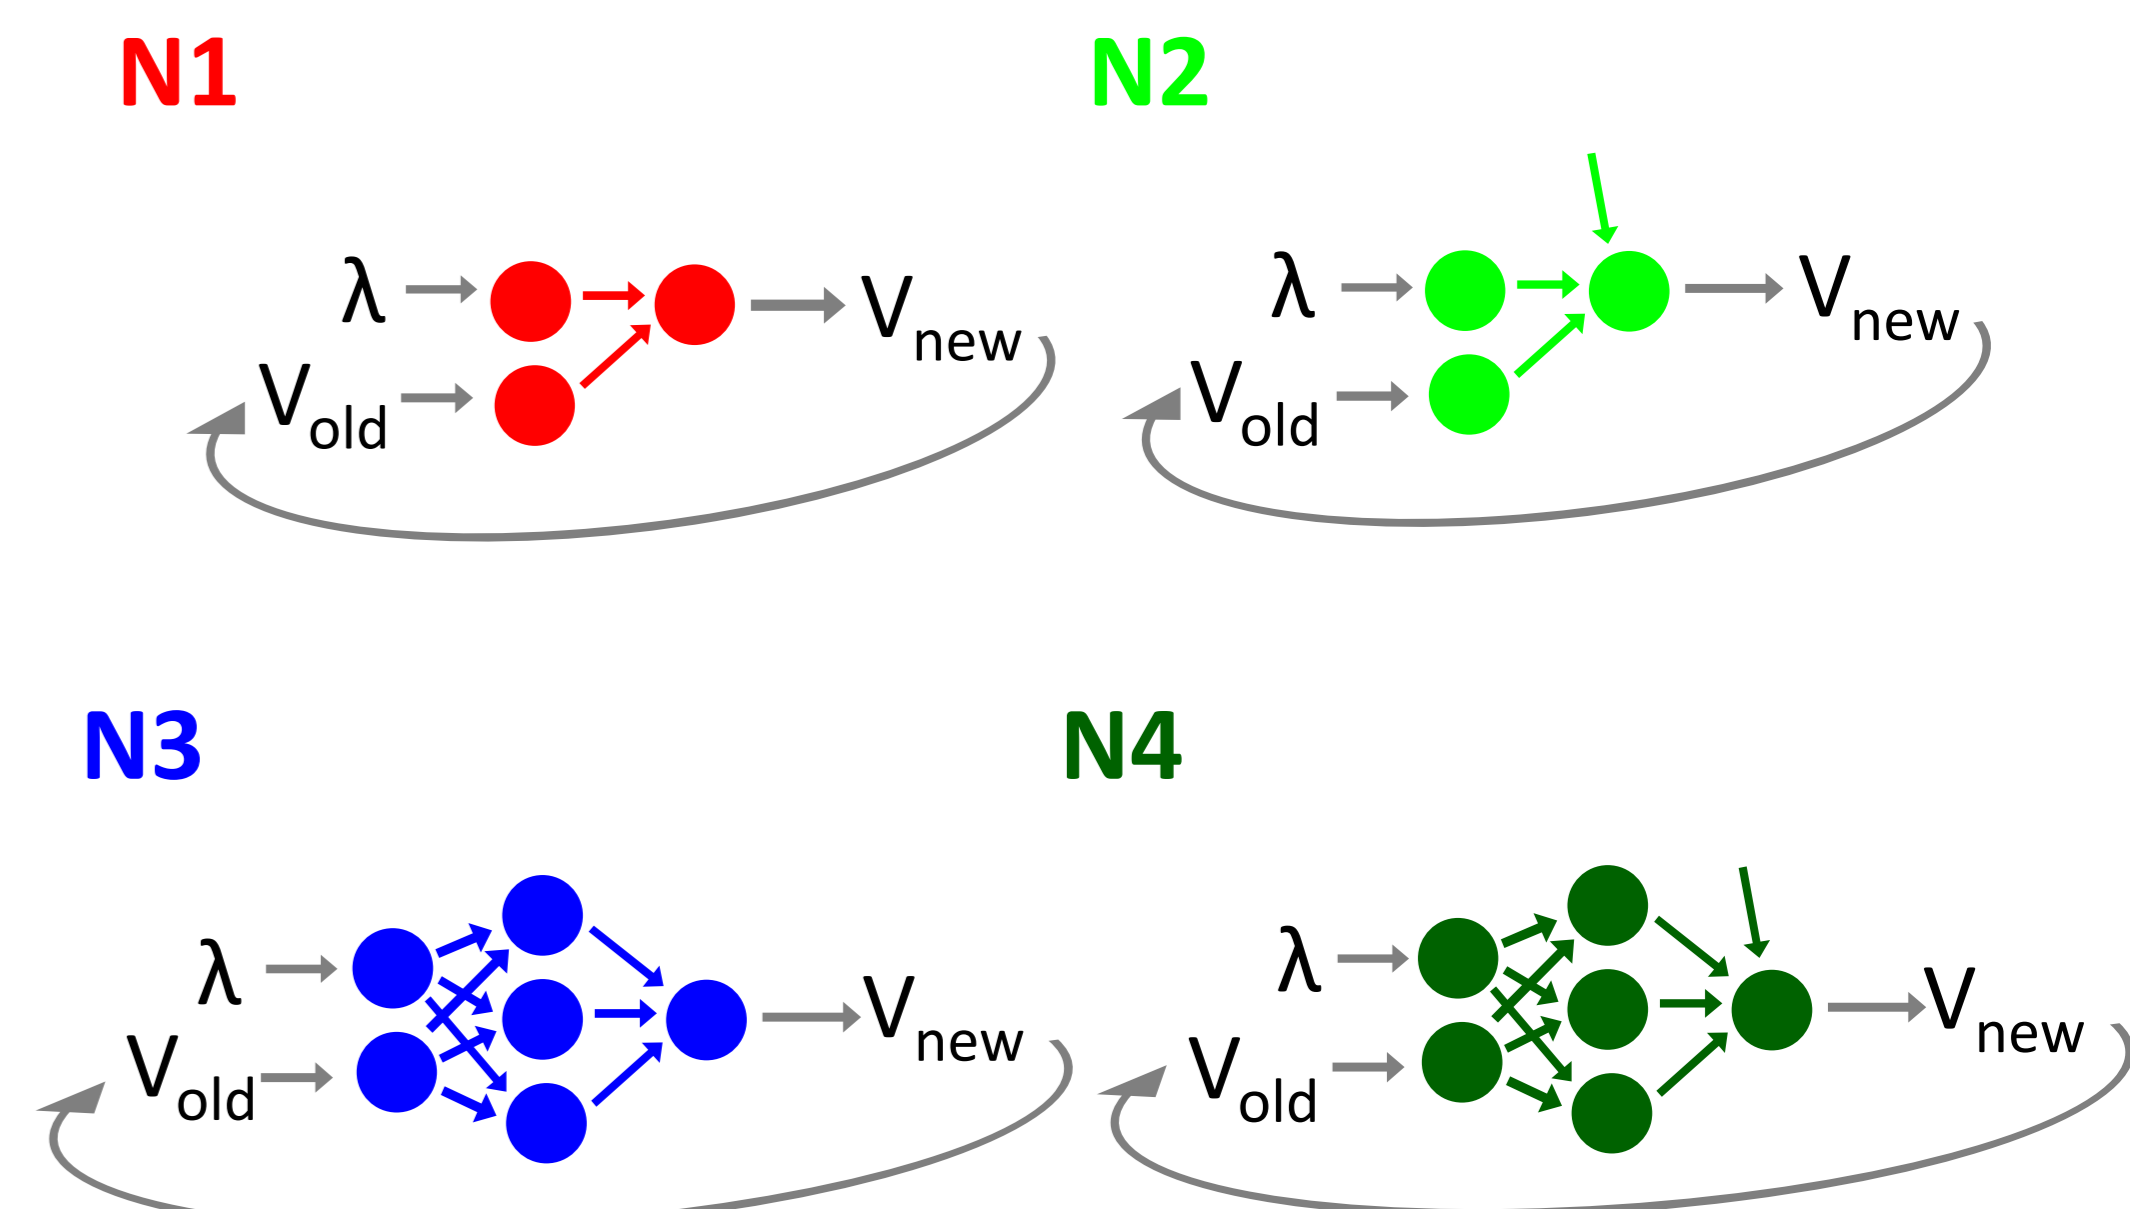 N1
λ
V_new
V_old
N2
λ
V_new
V_old
N3
λ
V_new
V_old
N4
λ
V_new
V_old